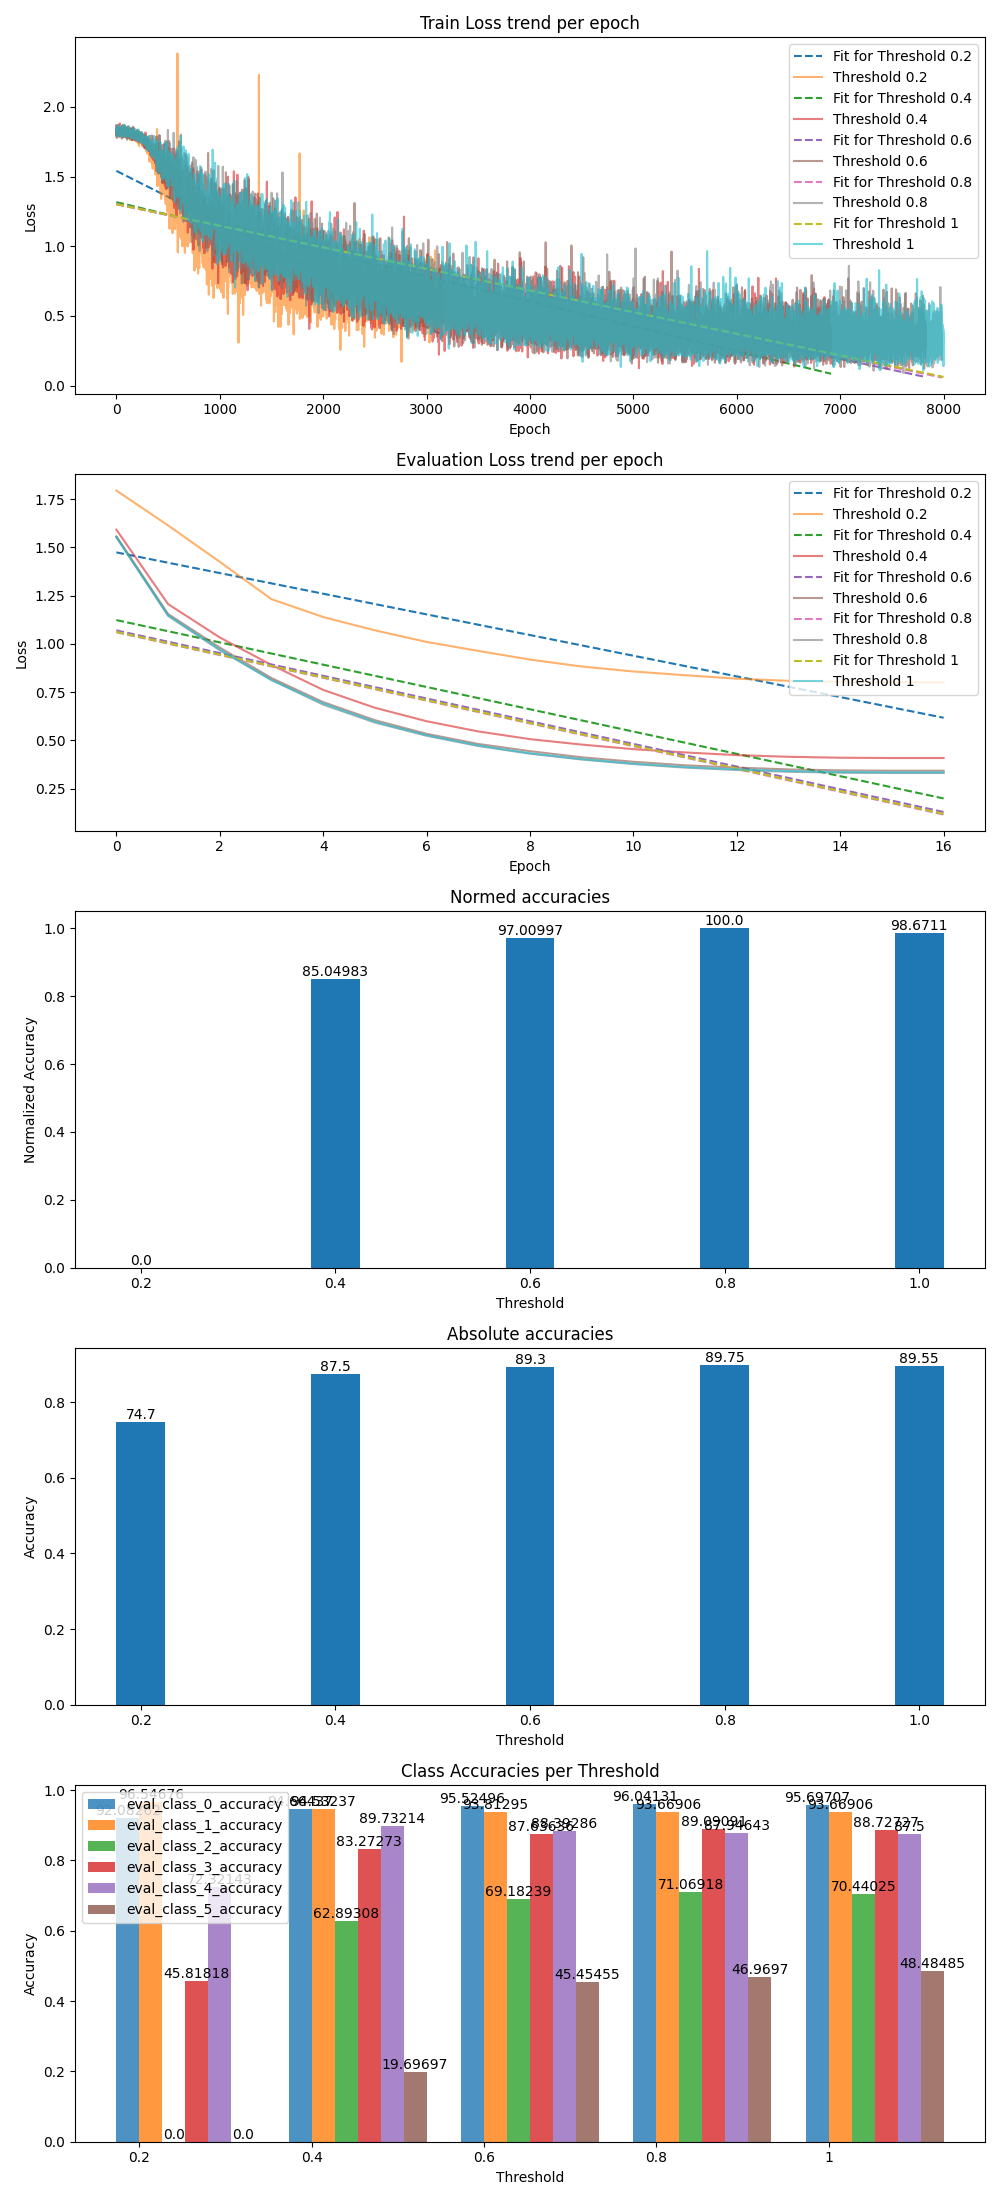 Train Loss trend per epoch
Loss
2.0
1.5
1.0
0.5
0.0
Fit for Threshold 0.2
Threshold 0.2
Fit for Threshold 0.4
Threshold 0.4
Fit for Threshold 0.6
Threshold 0.6
Fit for Threshold 0.8
Threshold 0.8
Fit for Threshold 1
Threshold 1
0 1000 2000 3000 4000 5000 6000 7000 8000
Epoch
Evaluation Loss trend per epoch
Loss
1.75
1.50
1.25
1.00
0.75
0.50
0.25
Fit for Threshold 0.2
Threshold 0.2
Fit for Threshold 0.4
Threshold 0.4
Fit for Threshold 0.6
Threshold 0.6
Fit for Threshold 0.8
Threshold 0.8
Fit for Threshold 1
Threshold 1
0 2 4 6 8 10 12 14 16
Epoch
Normed accuracies
Normalized Accuracy
1.0
0.8
0.6
0.4
0.2
0.0
0.0 85.04983 97.00997 100.0 98.6711
0.2 0.4 0.6 0.8 1.0
Threshold
Absolute accuracies
Accuracy
0.8
0.6
0.4
0.2
0.0
74.7 87.5 89.3 89.75 89.55
0.2 0.4 0.6 0.8 1.0
Threshold
Class Accuracies per Threshold
Accuracy
1.0
0.8
0.6
0.4
0.2
0.0
eval_class_0_accuracy
eval_class_1_accuracy
eval_class_2_accuracy
eval_class_3_accuracy
eval_class_4_accuracy
eval_class_5_accuracy
96.54676 0.0 45.81818 72.32143 0.0
62.89308 83.27273 89.73214 19.69697
95.52496 93.81295 69.18239 45.45455
96.04131 93.66906 71.06918 89.09091 46.9697
95.69707 93.66906 70.44025 88.72727 87.5 48.48485
0.2 0.4 0.6 0.8 1
Threshold